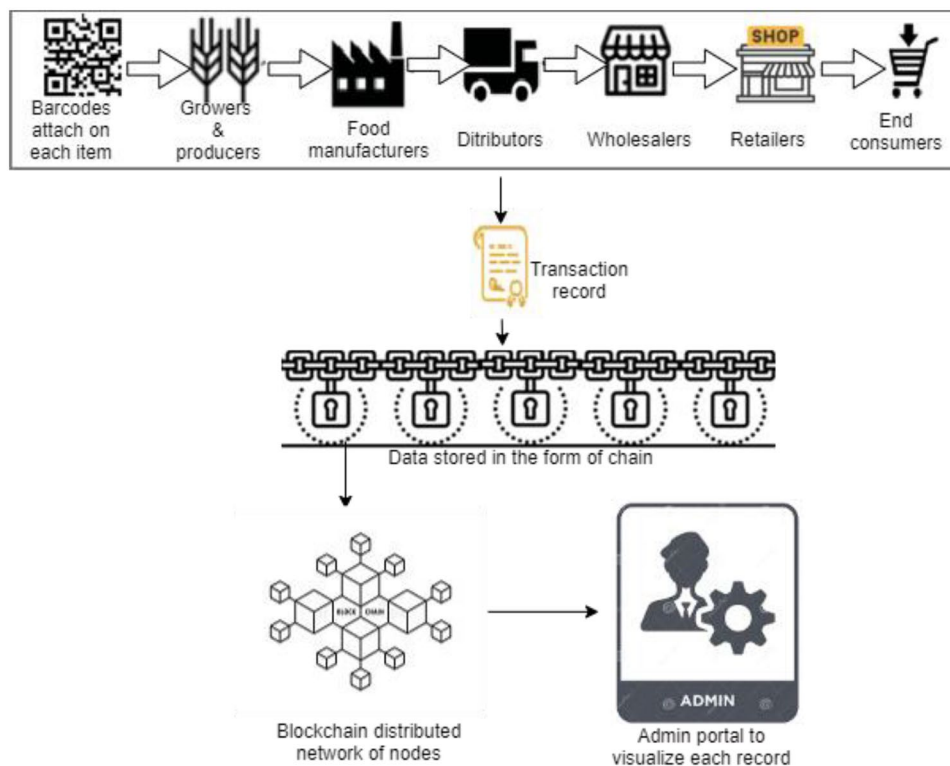 SHOP
Barcodes
attach on
each item
Growers
&
producers
Food
manufacturers
Ditributors
Wholesalers
Retailers
End
consumers
Transaction
record
Data stored in the form of chain
BLOCK CHAIN
ADMIN
Blockchain distributed
network of nodes
Admin portal to
visualize each record